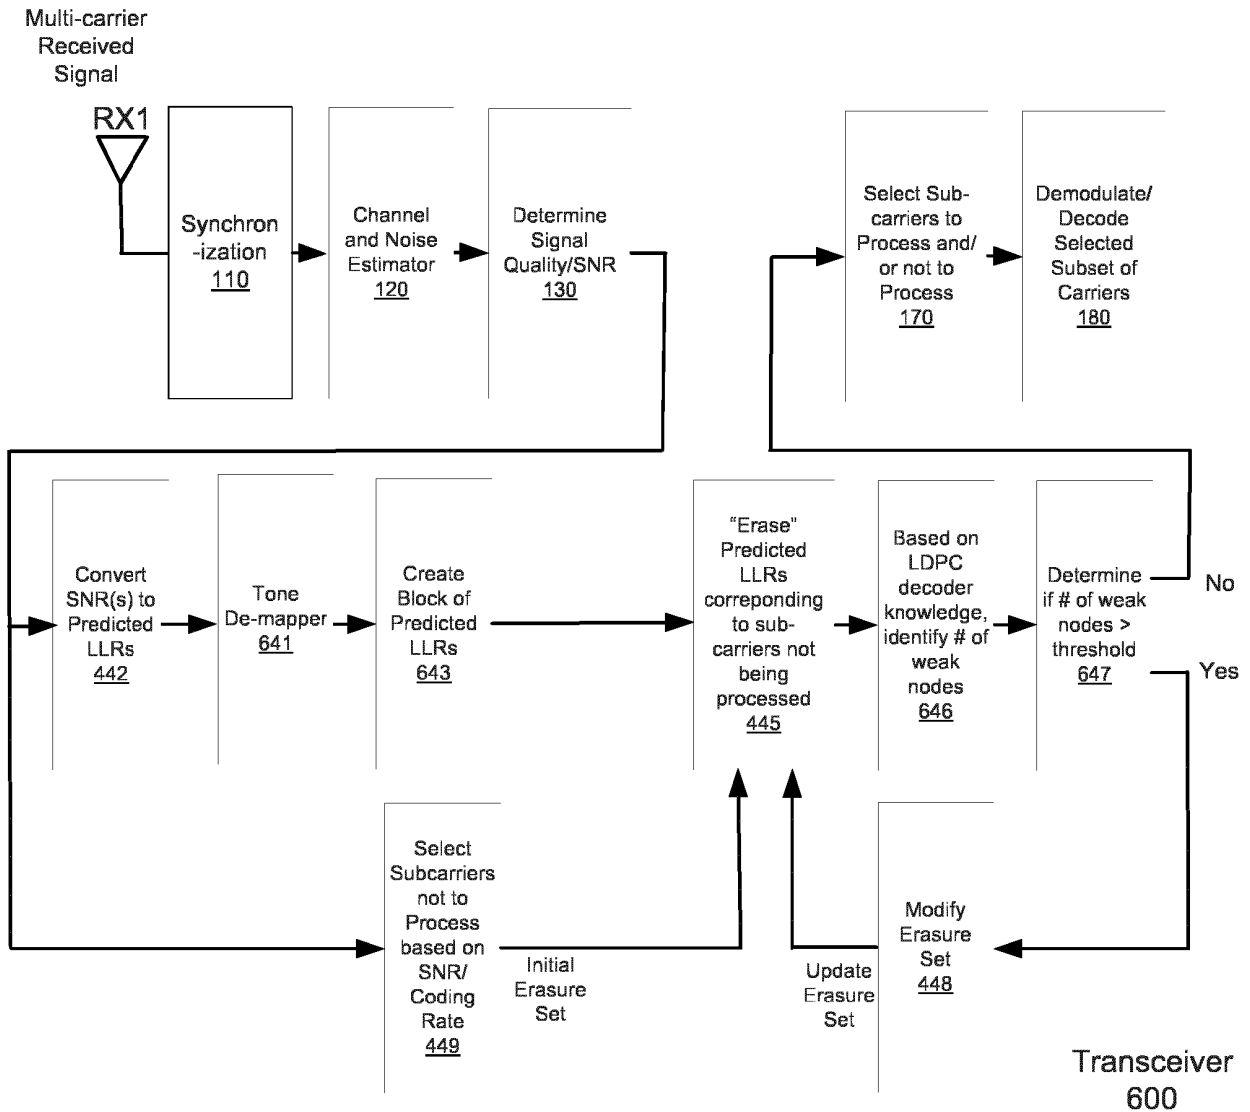 Multi-carrier
Received
Signal
RX1
Synchron
-ization
110
Channel
and Noise
Estimator
120
Determine
Signal
Quality/SNR
130
Select Sub-
carriers to
Process and/
or not to
Process
170
Demodulate/
Decode
Selected
Subset of
Carriers
180
Convert
SNR(s) to
Predicted
LLRs
442
Tone
De-mapper
641
Create
Block of
Predicted
LLRs
643
“Erase”
Predicted
LLRs
correponding
to sub-
carriers not
being
processed
445
Based on
LDPC
decoder
knowledge,
identify # of
weak
nodes
646
Determine
if # of weak
nodes >
threshold
647
No
Yes
Select
Subcarriers
not to
Process
based on
SNR/
Coding
Rate
449
Initial
Erasure
Set
Update
Erasure
Set
Modify
Erasure
Set
448
Transceiver
600